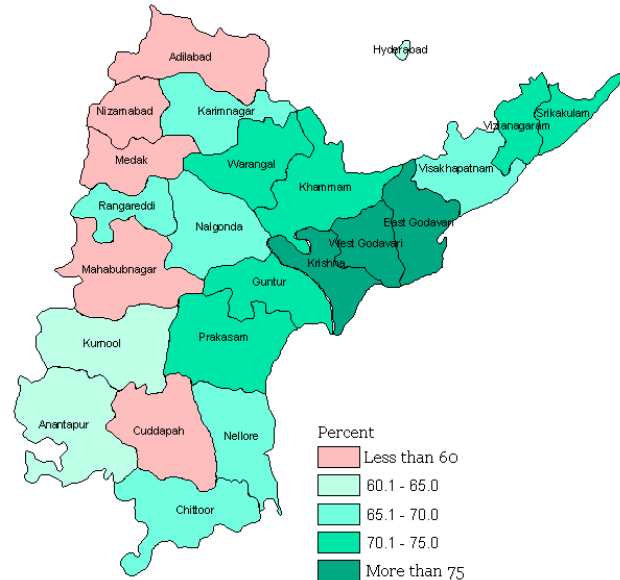 Adilabad
Hyderabad
Nizamabad
Karimnagar
Srikakulam
Vizianagaram
Medak
Warangal
Visakhapatnam
Khammam
Rangareddi
Nalgonda
East Godavari
West Godavari
Krishna
Mahabubnagar
Guntur
Prakasam
Kurnool
Anantapur
Cuddapah
Nellore
Chittoor
Percent
Less than 60
60.1 - 65.0
65.1 - 70.0
70.1 - 75.0
More than 75